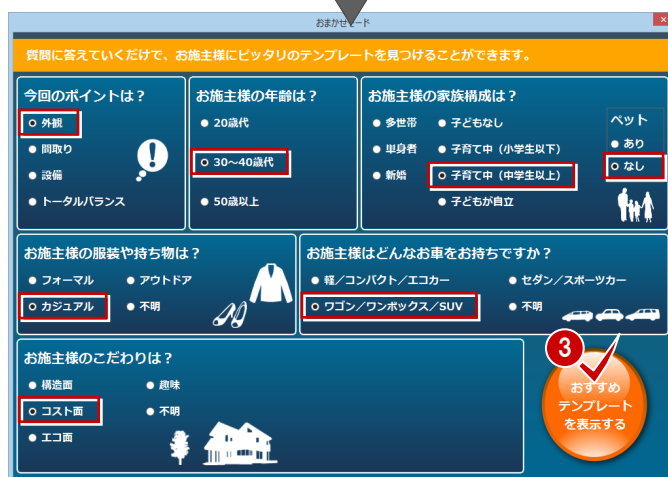 おまかせモード
質問に答えていくだけで、お施主様にピッタリのテンプレートを見つけることができます。
今回のポイントは？
外観
間取り
設備
トータルバランス
お施主様の年齢は？
20歳代
30～40歳代
50歳以上
お施主様の家族構成は？
多世帯 子どもなし
単身者 子育て中（小学生以下）
新婚 子育て中（中学生以上）
子どもが自立
ペット
あり
なし
お施主様の服装や持ち物は？
フォーマル アウトドア
カジュアル 不明
お施主様はどんなお車をお持ちですか？
軽／コンパクト／エコカー セダン／スポーツカー
ワゴン／ワンボックス／SUV 不明
お施主様のこだわりは？
構造面 趣味
コスト面 不明
エコ面
3
おすすめ
テンプレート
を表示する